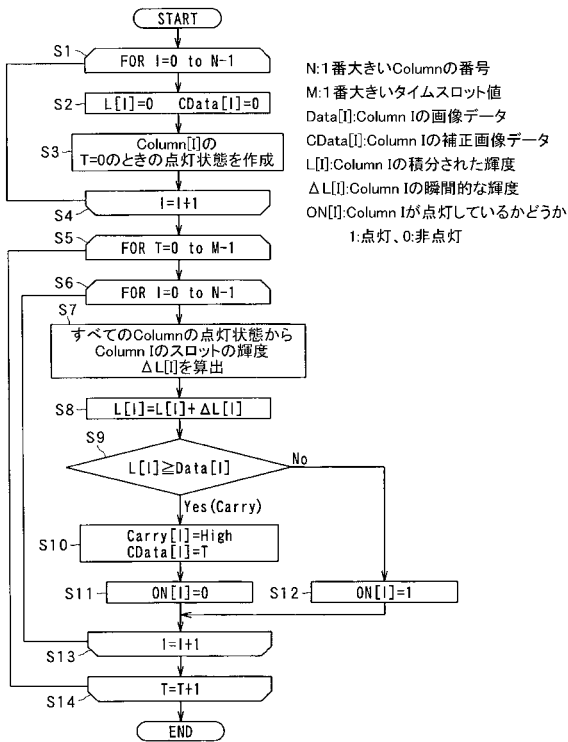 START
S1
FOR I=0 to N-1
S2
L[I]=0 CData[I]=0
S3
Column[I]の
T=0のときの点灯状態を作成
I=I+1
S4
S5
FOR T=0 to M-1
S6
FOR I=0 to N-1
S7
すべてのColumnの点灯状態から
Column Iのスロットの輝度
ΔL[I]を算出
S8
L[I]=L[I]+ΔL[I]
S9
L[I]≧Data[I]
No
Yes(Carry)
S10
Carry[I]=High
CData[I]=T
S11
ON[I]=0
S12
ON[I]=1
I=I+1
S13
T=T+1
S14
END
N:1番大きいColumnの番号
M:1番大きいタイムスロット値
Data[I]:Column Iの画像データ
CData[I]:Column Iの補正画像データ
L[I]:Column Iの積分された輝度
ΔL[I]:Column Iの瞬間的な輝度
ON[I]:Column Iが点灯しているかどうか
1:点灯、0:非点灯